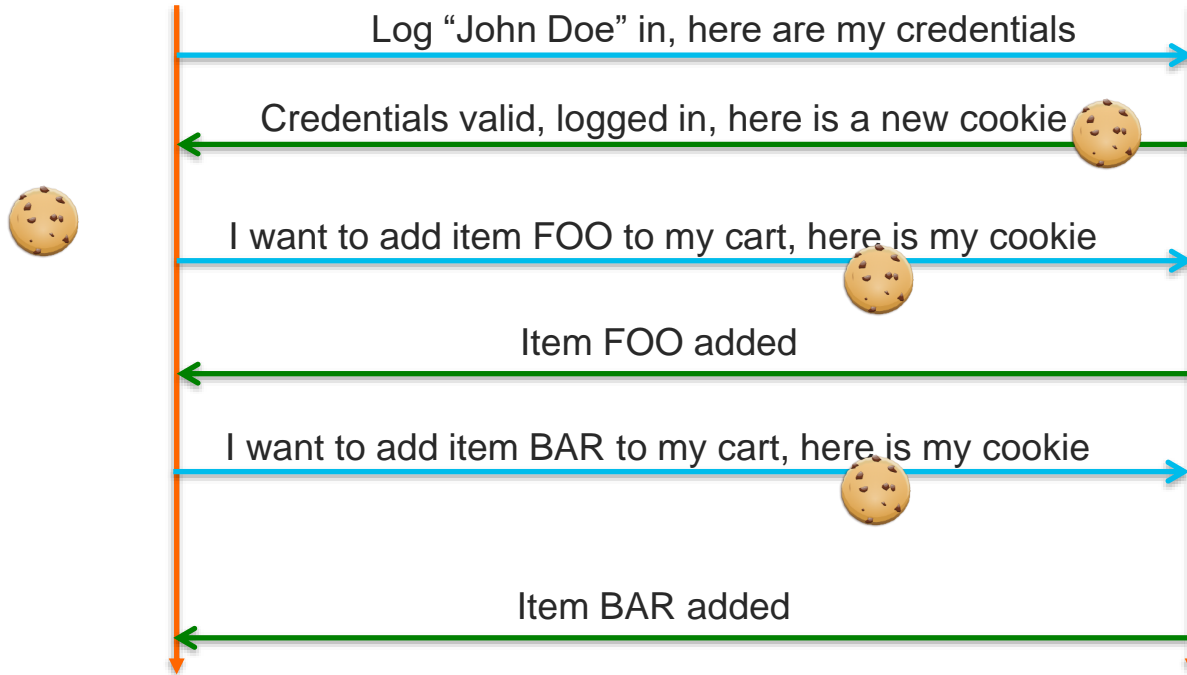 Log “John Doe” in, here are my credentials
Credentials valid, logged in, here is a new cookie
I want to add item FOO to my cart, here is my cookie
Item FOO added
I want to add item BAR to my cart, here is my cookie
Item BAR added